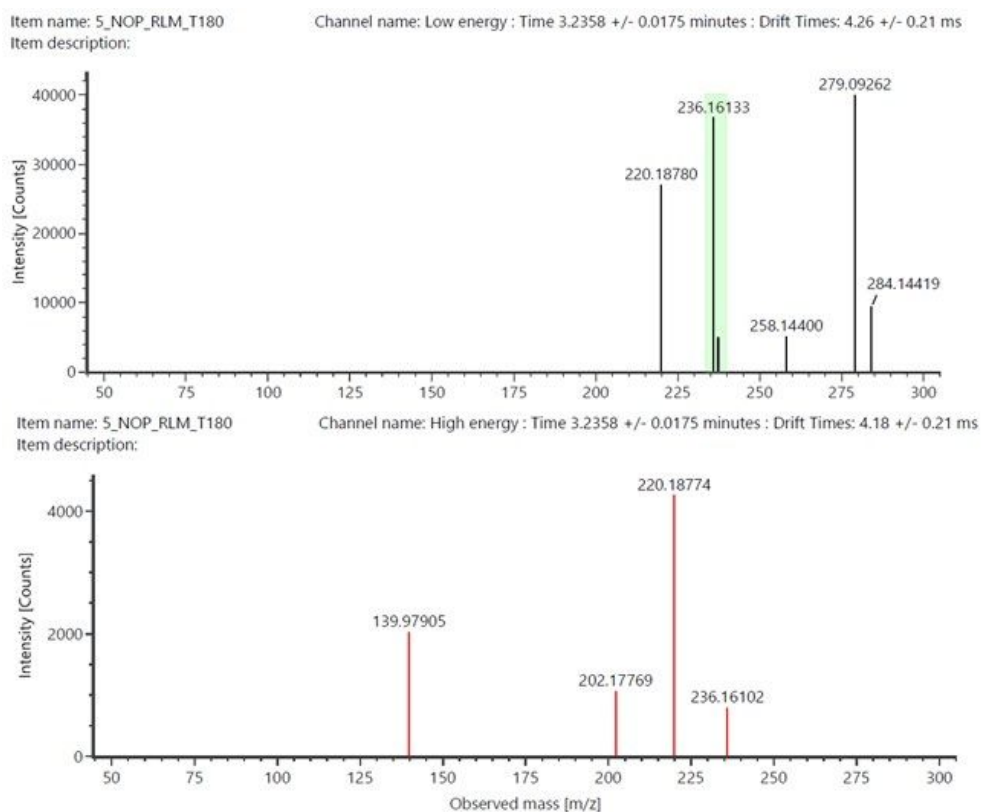 Item name: 5_NOP_RLM_T180 Channel name: Low energy : Time 3.2358 +/- 0.0175 minutes : Drift Times: 4.26 +/- 0.21 ms
Item description:
279.09262
40000
236.16133
30000
220.18780
Intensity [Counts]
20000
284.14419
10000
258.14400
0
50 75 100 125 150 175 200 225 250 275 300
Item name: 5_NOP_RLM_T180 Channel name: High energy : Time 3.2358 +/- 0.0175 minutes : Drift Times: 4.18 +/- 0.21 ms
Item description:
220.18774
4000
Intensity [Counts]
139.97905
2000
202.17769
236.16102
0
50 75 100 125 150 175 200 225 250 275 300
Observed mass [m/z]